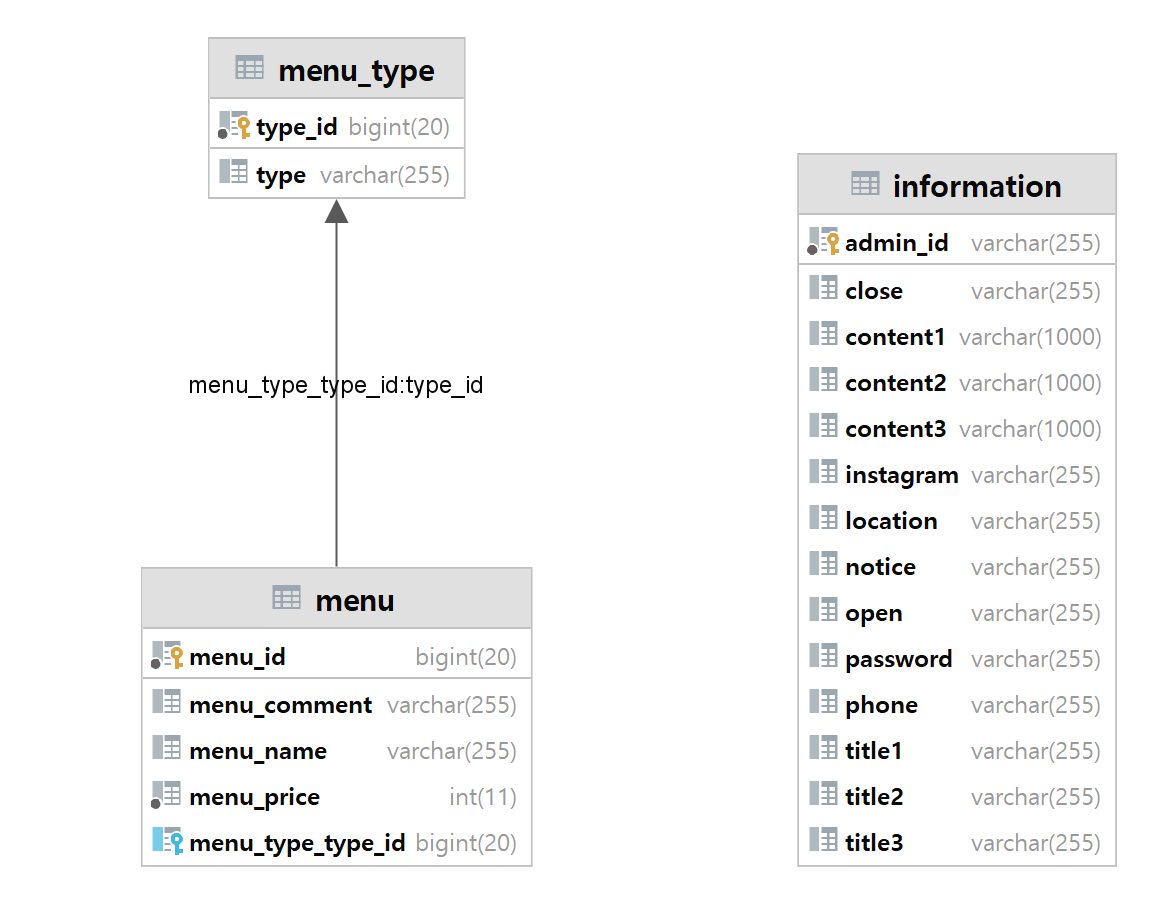 menu_type
type_id bigint(20)
type varchar(255)
menu_type_type_id:type_id
menu
menu_id bigint(20)
menu_comment varchar(255)
menu_name varchar(255)
menu_price int(11)
menu_type_type_id bigint(20)
information
admin_id varchar(255)
close varchar(255)
content1 varchar(1000)
content2 varchar(1000)
content3 varchar(1000)
instagram varchar(255)
location varchar(255)
notice varchar(255)
open varchar(255)
password varchar(255)
phone varchar(255)
title1 varchar(255)
title2 varchar(255)
title3 varchar(255)